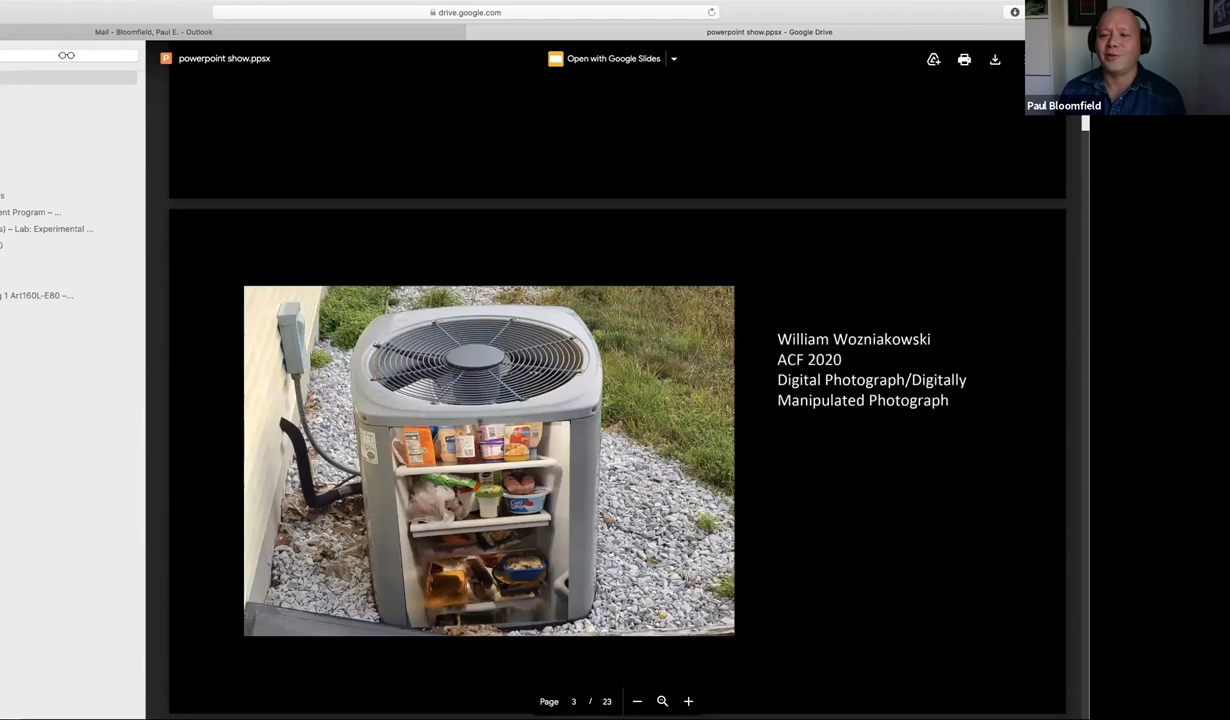 drive.google.com
Mail - Bloomfield, Paul E. - Outlook
powerpoint show.ppsx - Google Drive
P
powerpoint show.ppsx
Open with Google Slides
Paul Bloomfield
s
ent Program – ...
s) – Lab: Experimental ...
g 1 Art160L-E80 –...
William Wozniakowski
ACF 2020
Digital Photograph/Digitally
Manipulated Photograph
Page 3 / 23